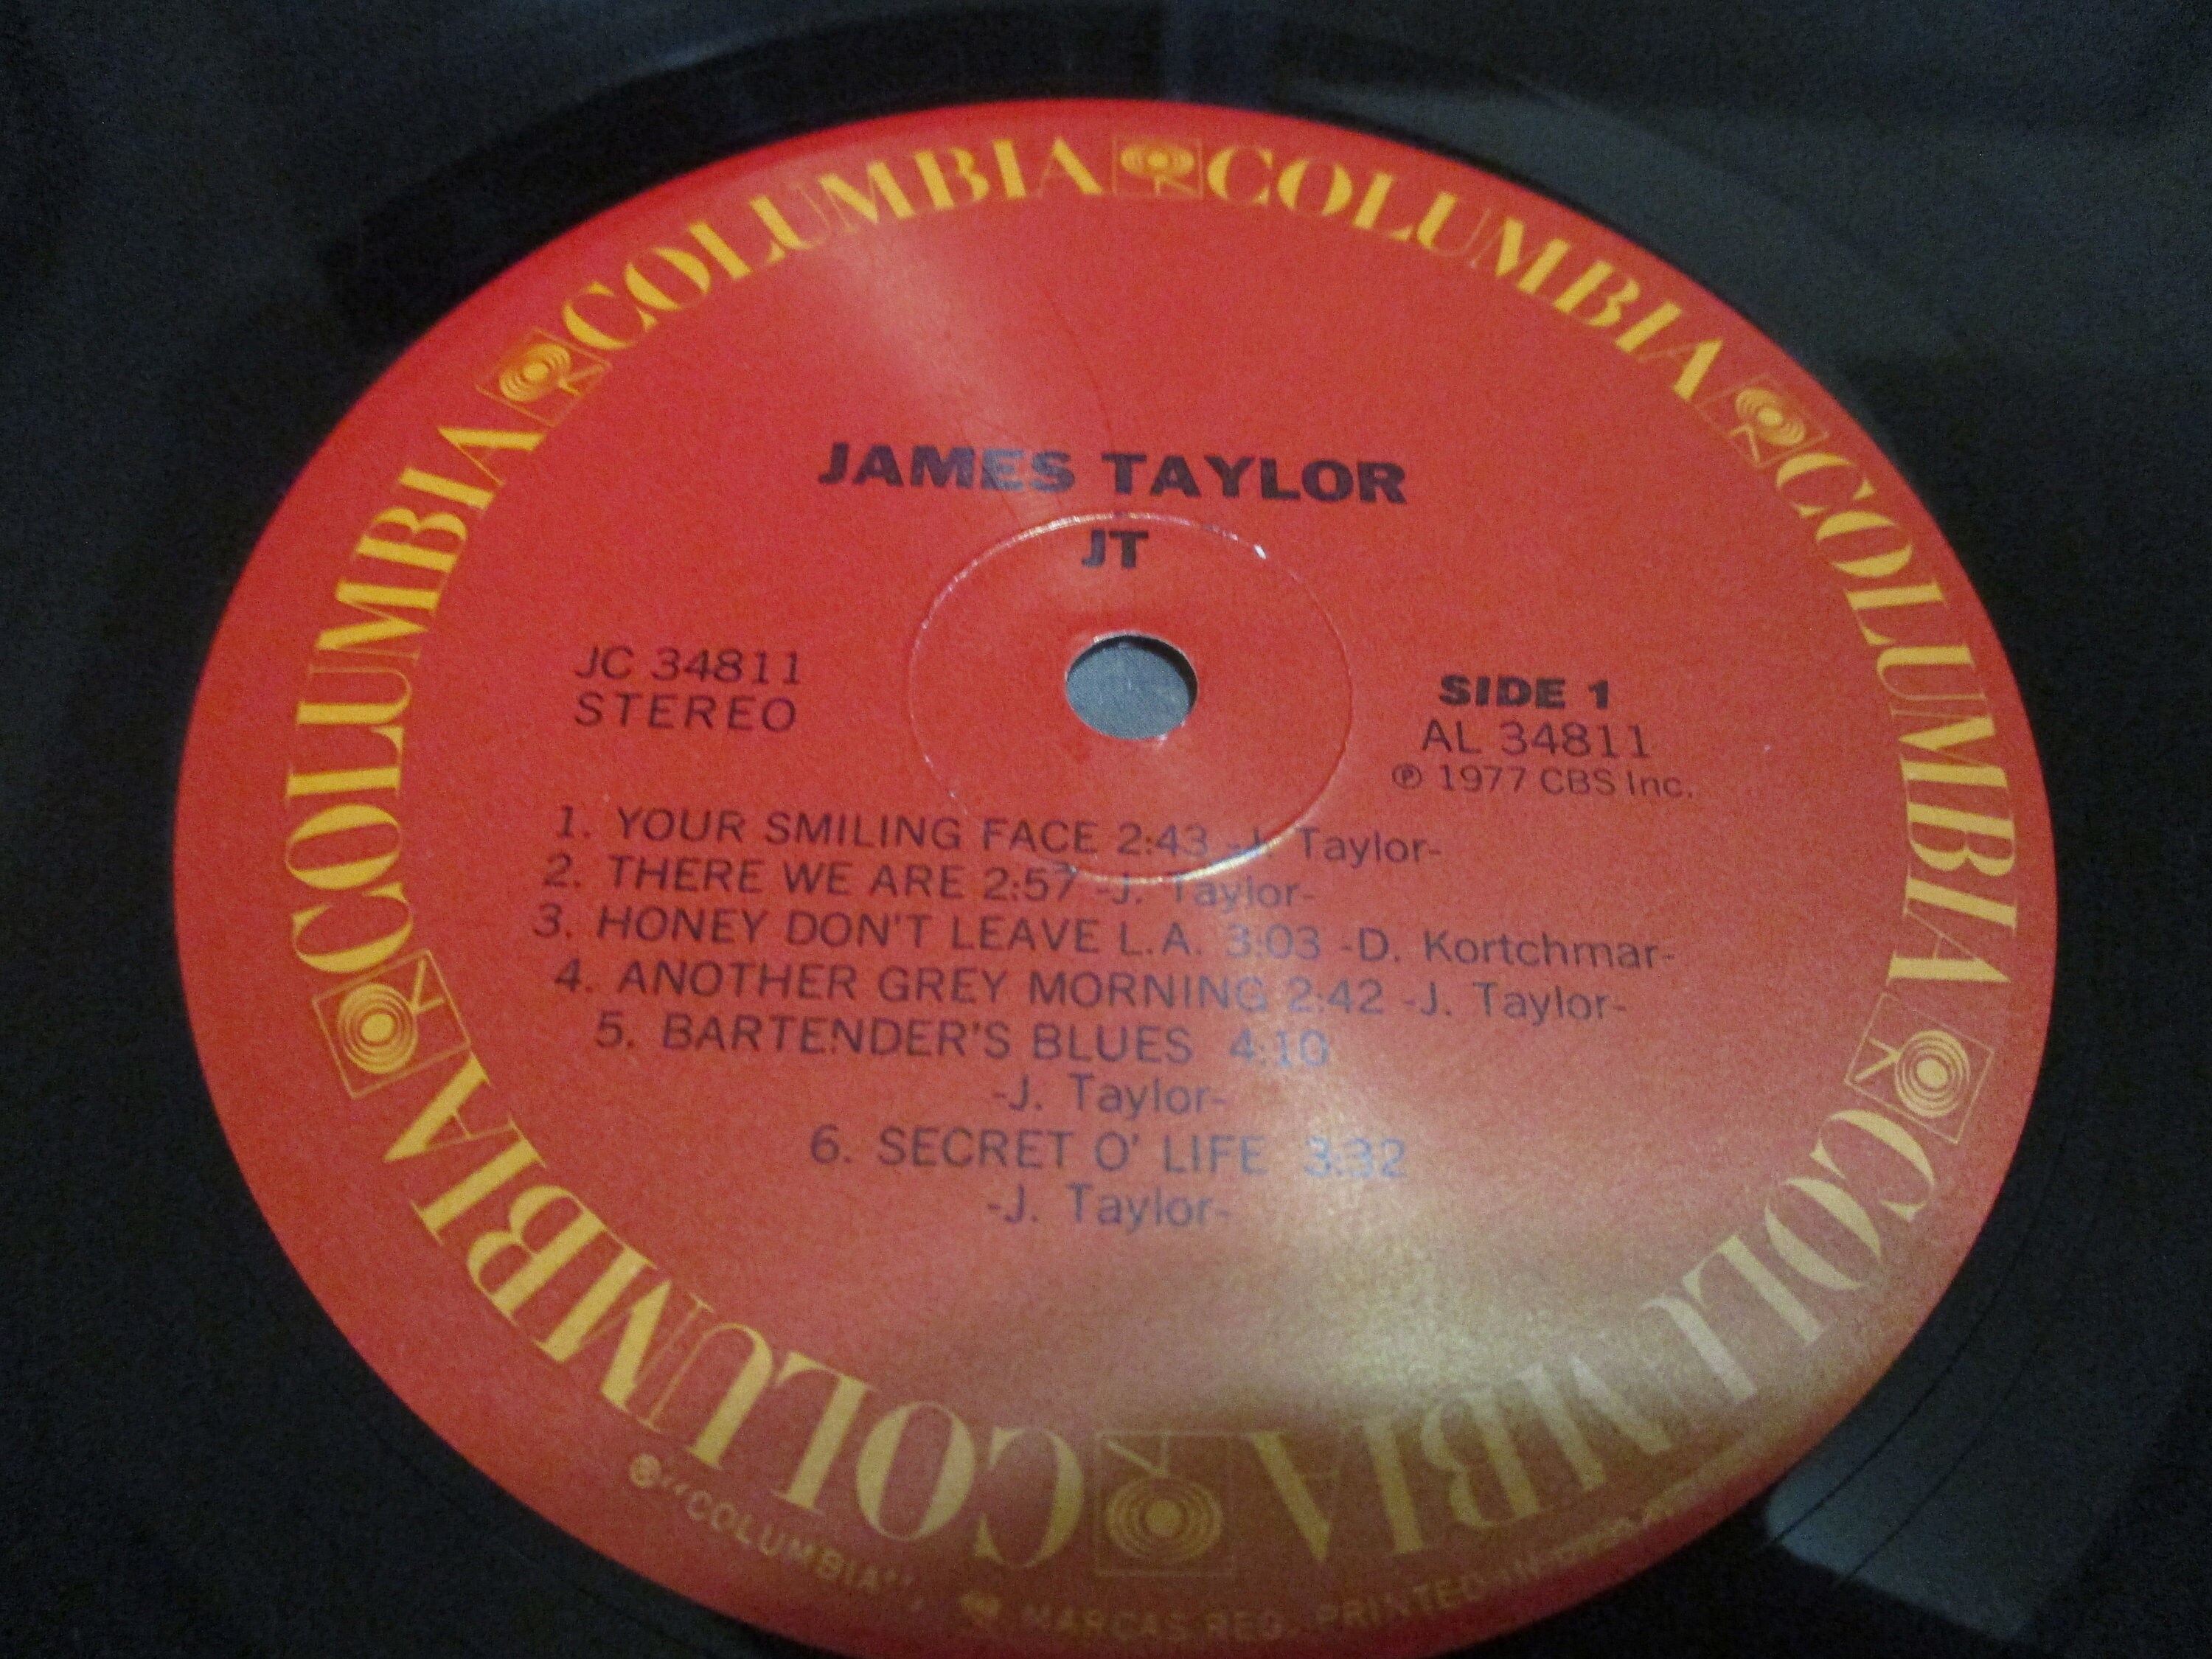 COLUMBIA COLUMBIA COLUMBIA COLUMBIA COLUMBIA COLUMBIA
JAMES TAYLOR
JT
JC 34811
STEREO
SIDE 1
AL 34811
℗ 1977 CBS Inc.
1. YOUR SMILING FACE 2:43 -J. Taylor-
2. THERE WE ARE 2:57 -J. Taylor-
3. HONEY DON'T LEAVE L.A. 3:03 -D. Kortchmar-
4. ANOTHER GREY MORNING 2:42 -J. Taylor-
5. BARTENDER'S BLUES 4:10
-J. Taylor-
6. SECRET O' LIFE 3:32
-J. Taylor-
® "COLUMBIA", MARCAS REG. PRINTED IN U.S.A.